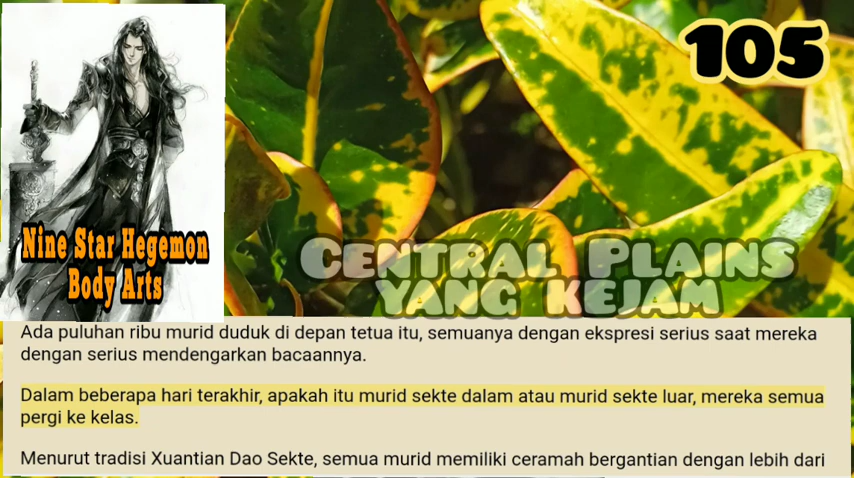 105
Nine Star Hegemon
Body Arts
Central Plains
yang kejam
Ada puluhan ribu murid duduk di depan tetua itu, semuanya dengan ekspresi serius saat mereka
dengan serius mendengarkan bacaannya.
Dalam beberapa hari terakhir, apakah itu murid sekte dalam atau murid sekte luar, mereka semua
pergi ke kelas.
Menurut tradisi Xuantian Dao Sekte, semua murid memiliki ceramah bergantian dengan lebih dari